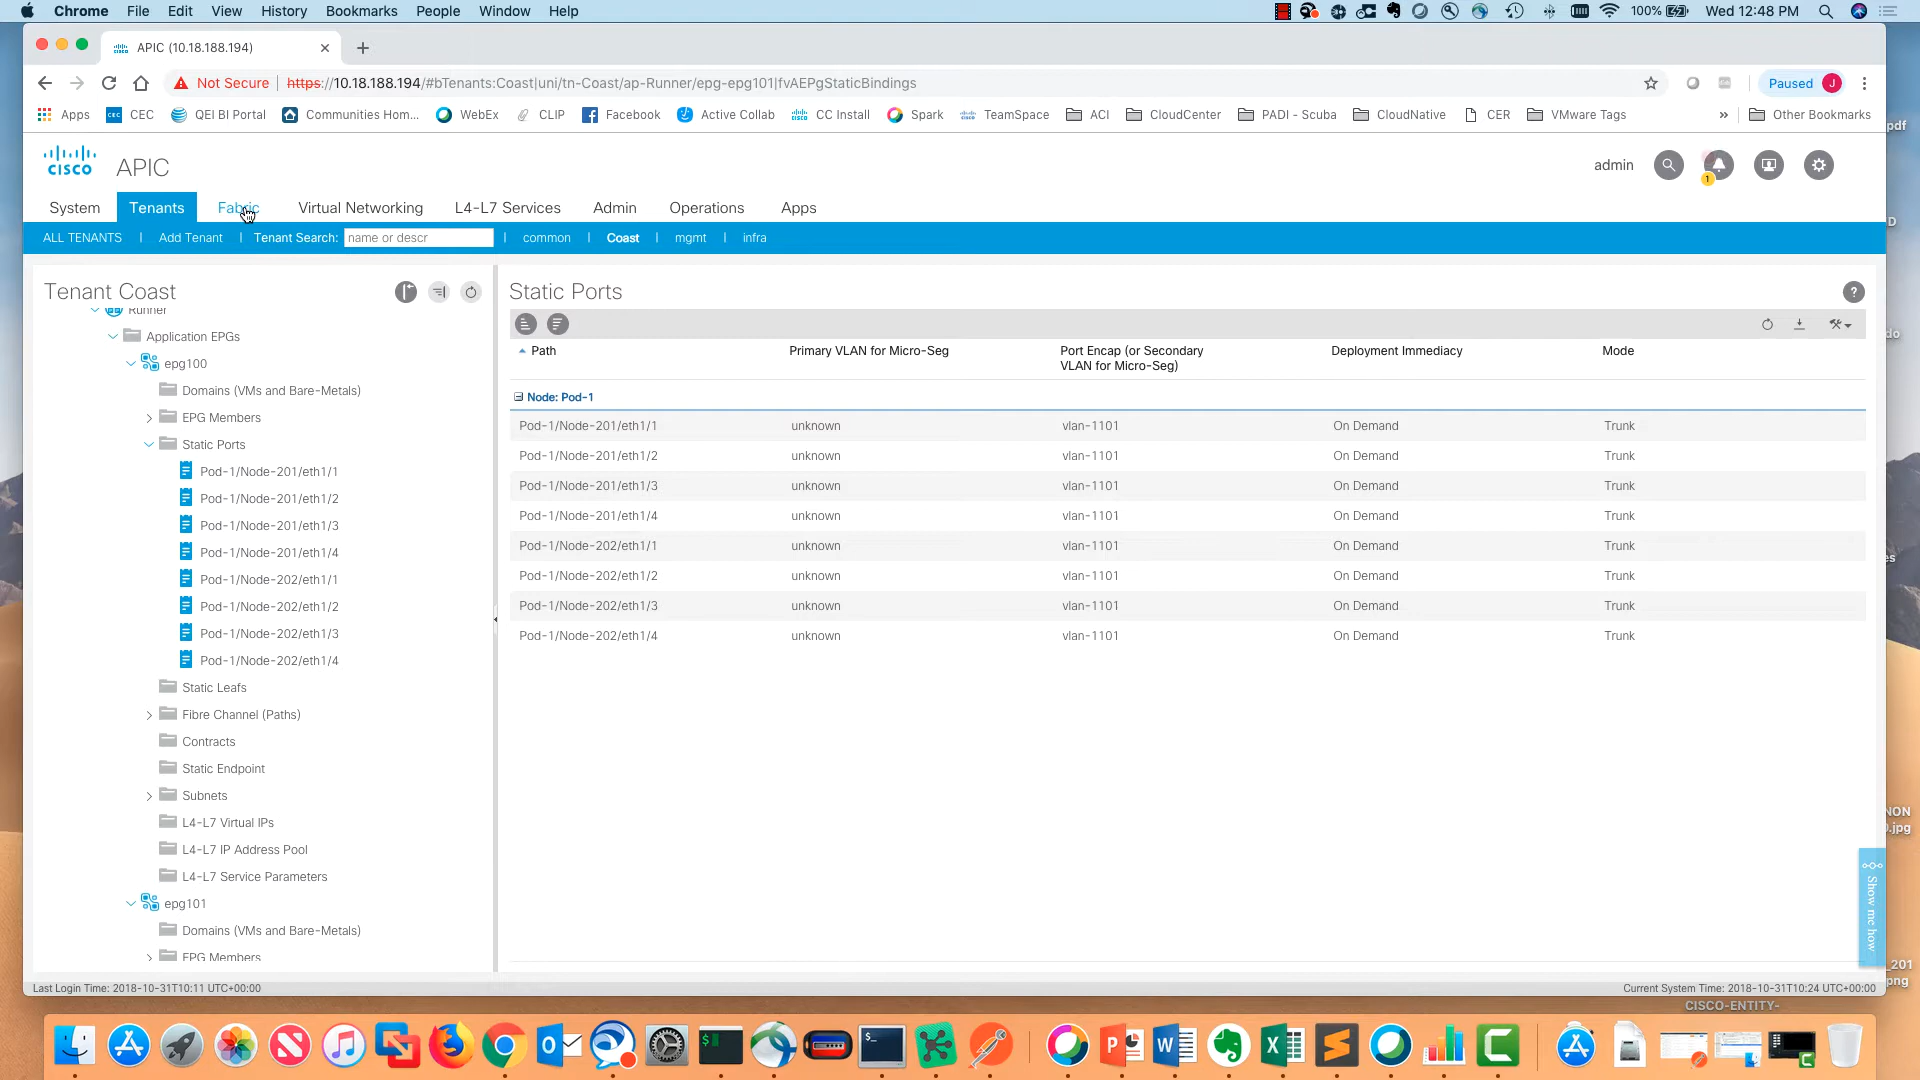 Chrome File Edit View History Bookmarks People Window Help 100% Wed 12:48 PM
APIC (10.18.188.194)
Not Secure https://10.18.188.194/#bTenants:Coast|uni/tn-Coast/ap-Runner/epg-epg101|fvAEPgStaticBindings Paused J
Apps CEC CEC QEI BI Portal Communities Hom... WebEx CLIP Facebook Active Collab CC Install Spark TeamSpace ACI CloudCenter PADI - Scuba CloudNative CER VMware Tags » Other Bookmarks
pdf
CISCO APIC admin 1
System Tenants Fabric Virtual Networking L4-L7 Services Admin Operations Apps
ALL TENANTS | Add Tenant | Tenant Search: name or descr | common | Coast | mgmt | infra
Tenant Coast
Runner
Application EPGs
epg100
Domains (VMs and Bare-Metals)
EPG Members
Static Ports
Pod-1/Node-201/eth1/1
Pod-1/Node-201/eth1/2
Pod-1/Node-201/eth1/3
Pod-1/Node-201/eth1/4
Pod-1/Node-202/eth1/1
Pod-1/Node-202/eth1/2
Pod-1/Node-202/eth1/3
Pod-1/Node-202/eth1/4
Static Leafs
Fibre Channel (Paths)
Contracts
Static Endpoint
Subnets
L4-L7 Virtual IPs
L4-L7 IP Address Pool
L4-L7 Service Parameters
epg101
Domains (VMs and Bare-Metals)
EPG Members
Static Ports ?
Path Primary VLAN for Micro-Seg Port Encap (or Secondary Deployment Immediacy Mode
VLAN for Micro-Seg)
Node: Pod-1
Pod-1/Node-201/eth1/1 unknown vlan-1101 On Demand Trunk
Pod-1/Node-201/eth1/2 unknown vlan-1101 On Demand Trunk
Pod-1/Node-201/eth1/3 unknown vlan-1101 On Demand Trunk
Pod-1/Node-201/eth1/4 unknown vlan-1101 On Demand Trunk
Pod-1/Node-202/eth1/1 unknown vlan-1101 On Demand Trunk
Pod-1/Node-202/eth1/2 unknown vlan-1101 On Demand Trunk
Pod-1/Node-202/eth1/3 unknown vlan-1101 On Demand Trunk
Pod-1/Node-202/eth1/4 unknown vlan-1101 On Demand Trunk
Show me how
Last Login Time: 2018-10-31T10:11 UTC+00:00
Current System Time: 2018-10-31T10:24 UTC+00:00
.jpg
_201
png
CISCO-ENTITY-